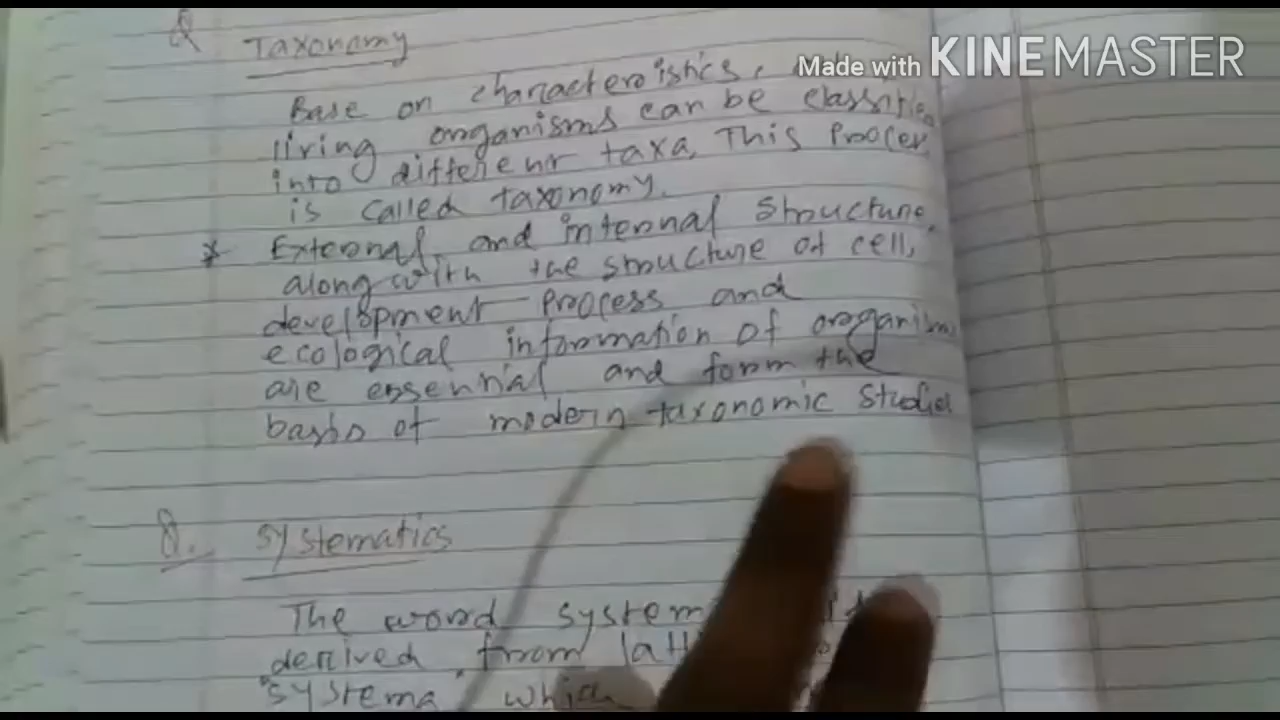 Made with KINEMASTER
Q Taxonomy
Base on characteristics,
living organisms can be classified
into different taxa. This Process
is called taxonomy.
* External and internal structure,
along with the structure of cell,
development process and
ecological information of organism
are essential and form the
basis of modern taxonomic studies
Q. Systematics
The word system
derived from
"systema" which